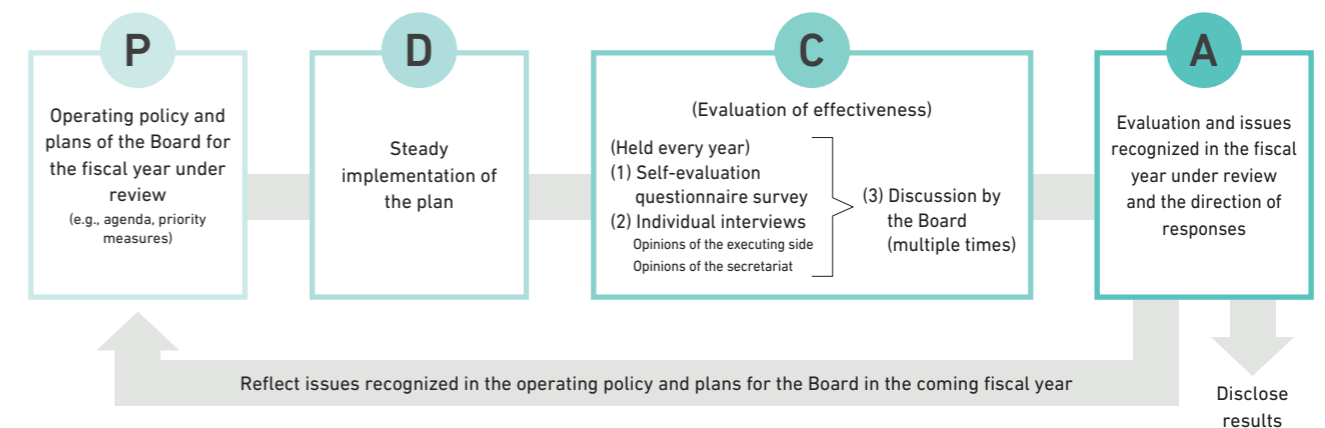 P
Operating policy and
plans of the Board for
the fiscal year under
review
(e.g., agenda, priority
measures)
D
Steady
implementation of
the plan
C
(Evaluation of effectiveness)
(Held every year)
(1) Self-evaluation
questionnaire survey
(2) Individual interviews
Opinions of the executing side
Opinions of the secretariat
(3) Discussion by
the Board
(multiple times)
A
Evaluation and issues
recognized in the fiscal
year under review
and the direction of
responses
Reflect issues recognized in the operating policy and plans for the Board in the coming fiscal year
Disclose
results